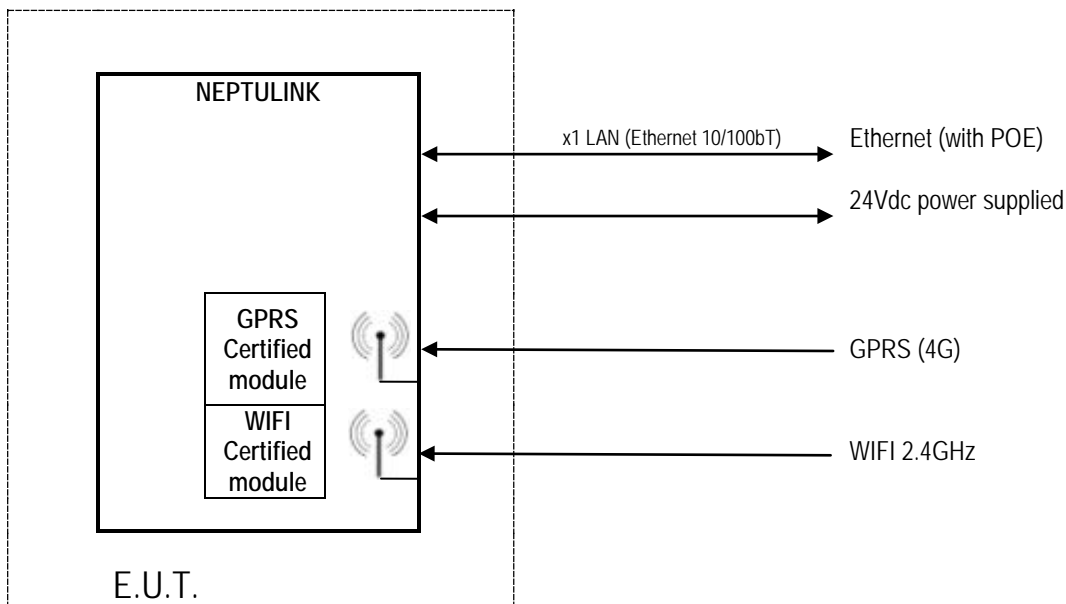 NEPTULINK
x1 LAN (Ethernet 10/100bT)
Ethernet (with POE)
24Vdc power supplied
GPRS
Certified
module
GPRS (4G)
WIFI
Certified
module
WIFI 2.4GHz
E.U.T.